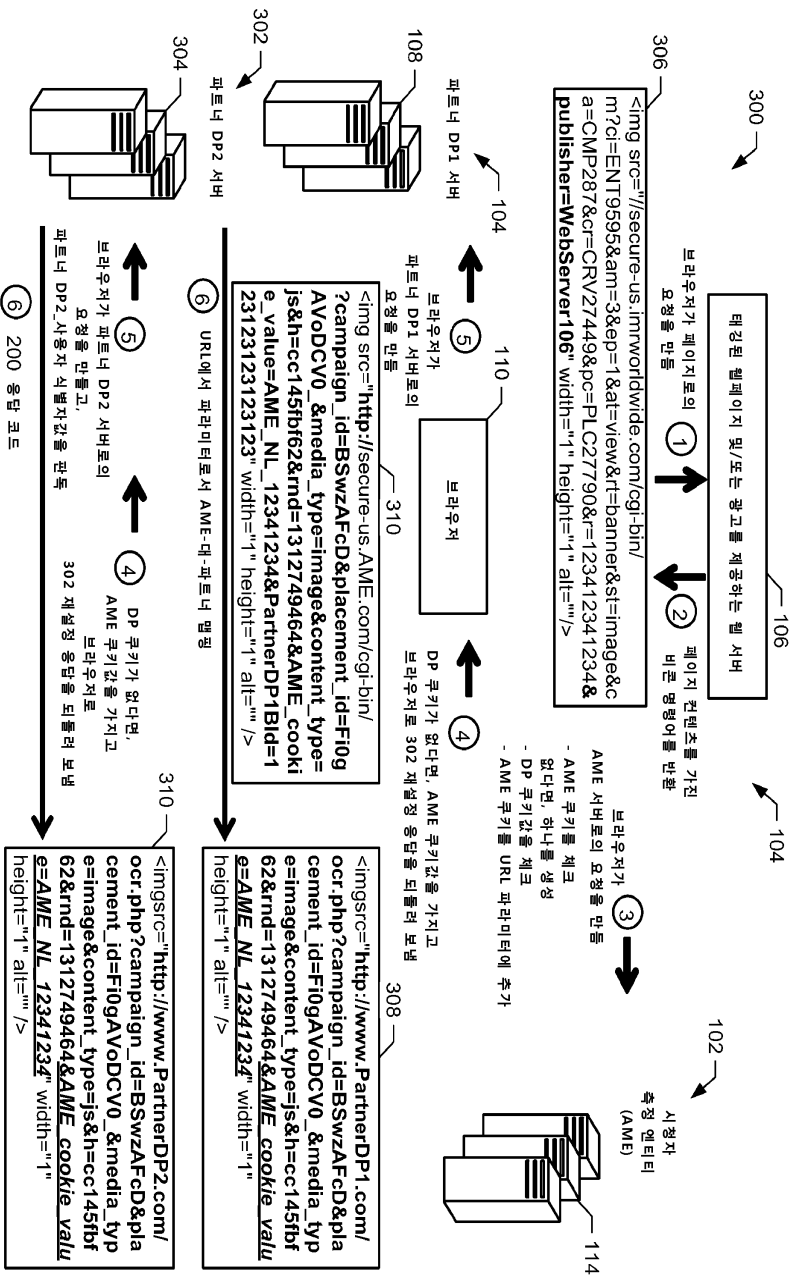 300
306
<img src="//secure-us.imrworldwide.com/cgi-bin/
m?ci=ENT9595&am=3&ep=1&at=view&rt=banner&st=image&c
a=CMP287&cr=CRV27449&pc=PLC27790&r=123412341234&
publisher=WebServer106" width="1" height="1" alt=""/>
브라우저가 페이지로의
요청을 만듦
1
태깅된 웹페이지 및/또는 광고를 제공하는 웹 서버
106
2
페이지 컨텐츠를 가진
비콘 명령어를 반환
104
브라우저가
AME 서버로의 요청을 만듦
- AME 쿠키를 체크
없다면, 하나를 생성
- DP 쿠키값을 체크
- AME 쿠키를 URL 파라미터에 추가
3
102
시청자
측정 엔티티
(AME)
114
104
파트너 DP1 서버
108
브라우저가
파트너 DP1 서버로의
요청을 만듦
5
110
브라우저
4
DP 쿠키가 없다면, AME 쿠키값을 가지고
브라우저로 302 재설정 응답을 되돌려 보냄
310
<img src="http://secure-us.AME.com/cgi-bin/
?campaign_id=BSwzAFcD&placement_id=Fi0g
AVoDCV0_&media_type=image&content_type=
js&h=cc145fbf62&rnd=1312749464&AME_cooki
e_value=AME_NL_12341234&PartnerDP1BId=1
23123123123123" width="1" height="1" alt="" />
6
URL에서 파라미터로서 AME-대-파트너 맵핑
308
<imgsrc="http://www.PartnerDP1.com/
ocr.php?campaign_id=BSwzAFcD&pla
cement_id=Fi0gAVoDCV0_&media_typ
e=image&content_type=js&h=cc145fbf
62&rnd=1312749464&AME_cookie_valu
e=AME_NL_12341234" width="1"
height="1" alt="" />
302
파트너 DP2 서버
304
5
브라우저가 파트너 DP2 서버로의
요청을 만들고,
파트너 DP2_사용자 식별자값을 판독
4
DP 쿠키가 없다면,
AME 쿠키값을 가지고
브라우저로
302 재설정 응답을 되돌려 보냄
6
200 응답 코드
310
<imgsrc="http://www.PartnerDP2.com/
ocr.php?campaign_id=BSwzAFcD&pla
cement_id=Fi0gAVoDCV0_&media_typ
e=image&content_type=js&h=cc145fbf
62&rnd=1312749464&AME_cookie_valu
e=AME_NL_12341234" width="1"
height="1" alt="" />